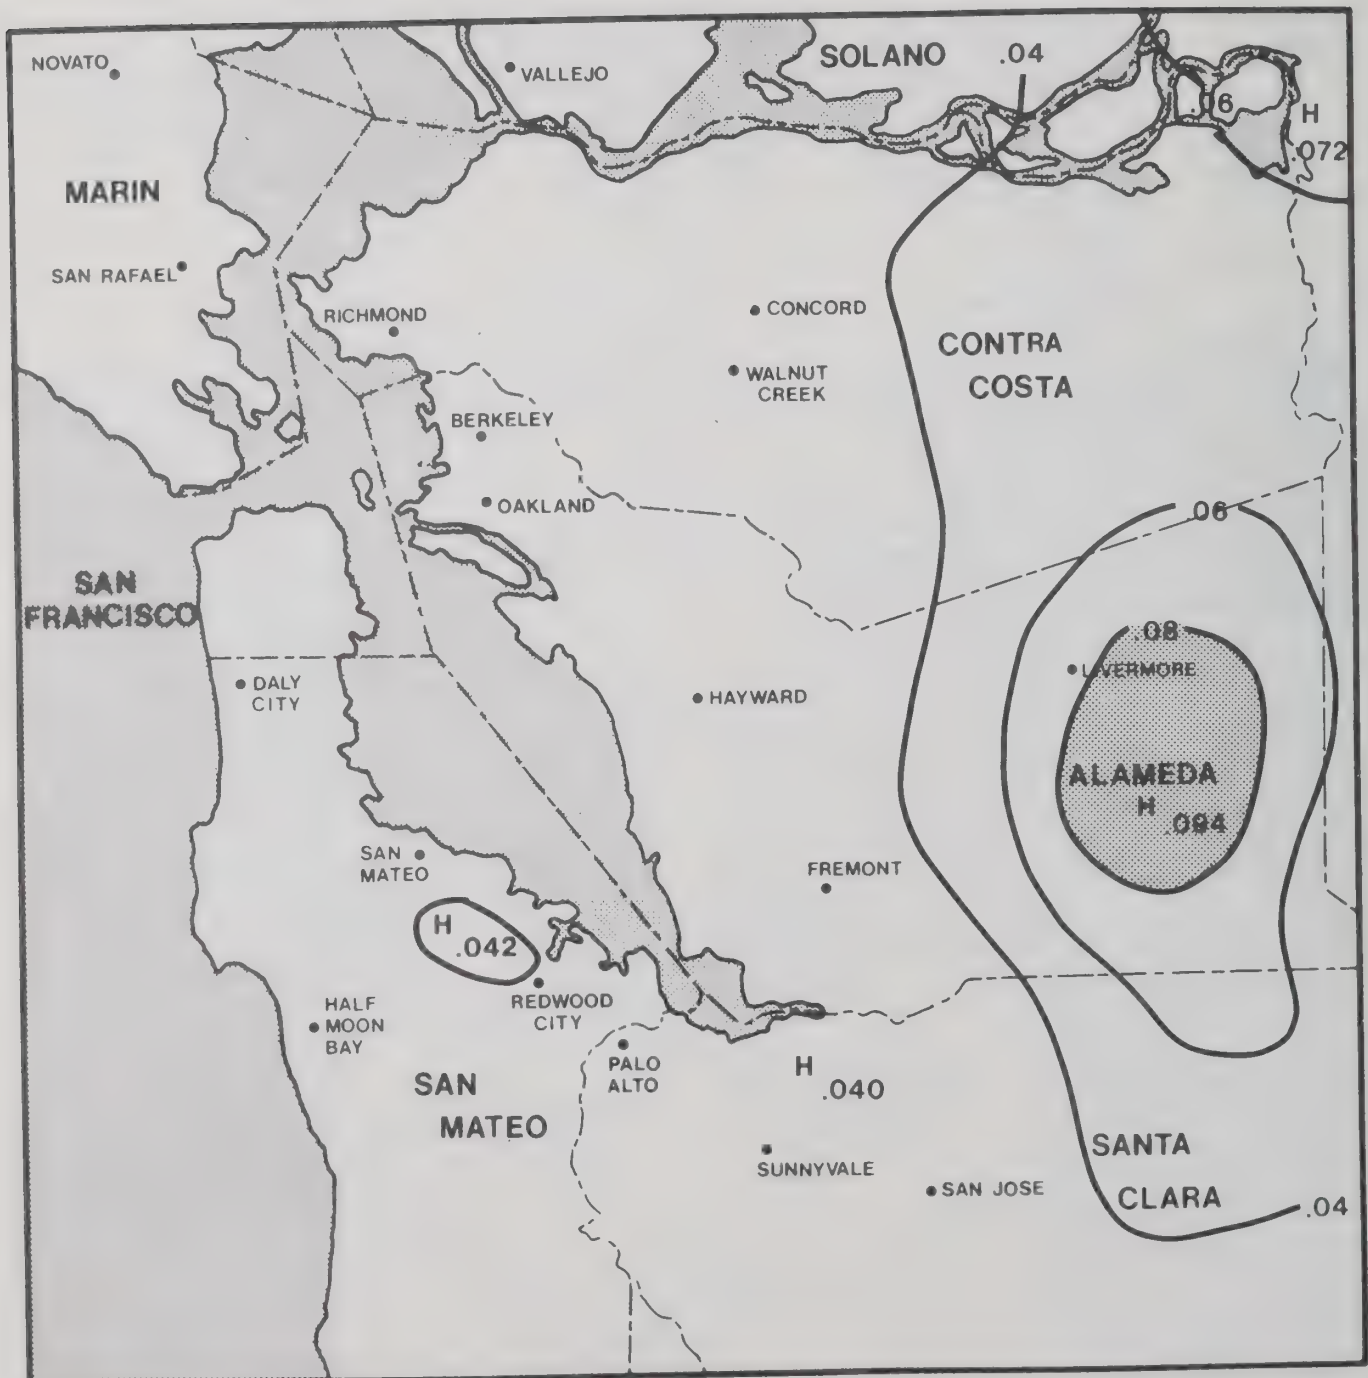 NOVATO
VALLEJO
SOLANO
.04
.06
H
.072
MARIN
SAN RAFAEL
RICHMOND
CONCORD
WALNUT
CREEK
CONTRA
COSTA
BERKELEY
OAKLAND
.06
SAN
FRANCISCO
.08
LIVERMORE
DALY
CITY
HAYWARD
ALAMEDA
H
.094
SAN
MATEO
FREMONT
H
.042
REDWOOD
CITY
HALF
MOON
BAY
PALO
ALTO
H
.040
SAN
MATEO
SUNNYVALE
SAN JOSE
SANTA
CLARA
.04